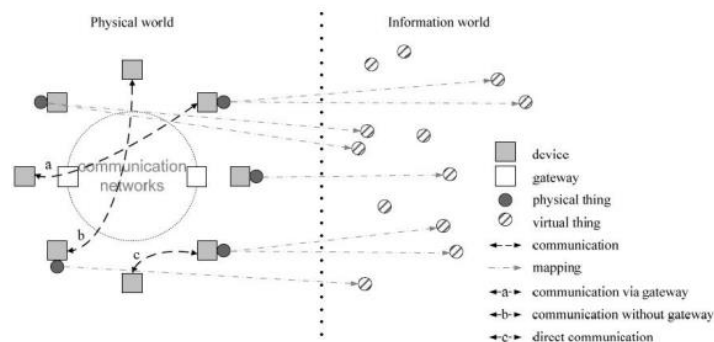 Physical world
Information world
a
communication
networks
b
c
device
gateway
physical thing
virtual thing
communication
mapping
a communication via gateway
b communication without gateway
c direct communication